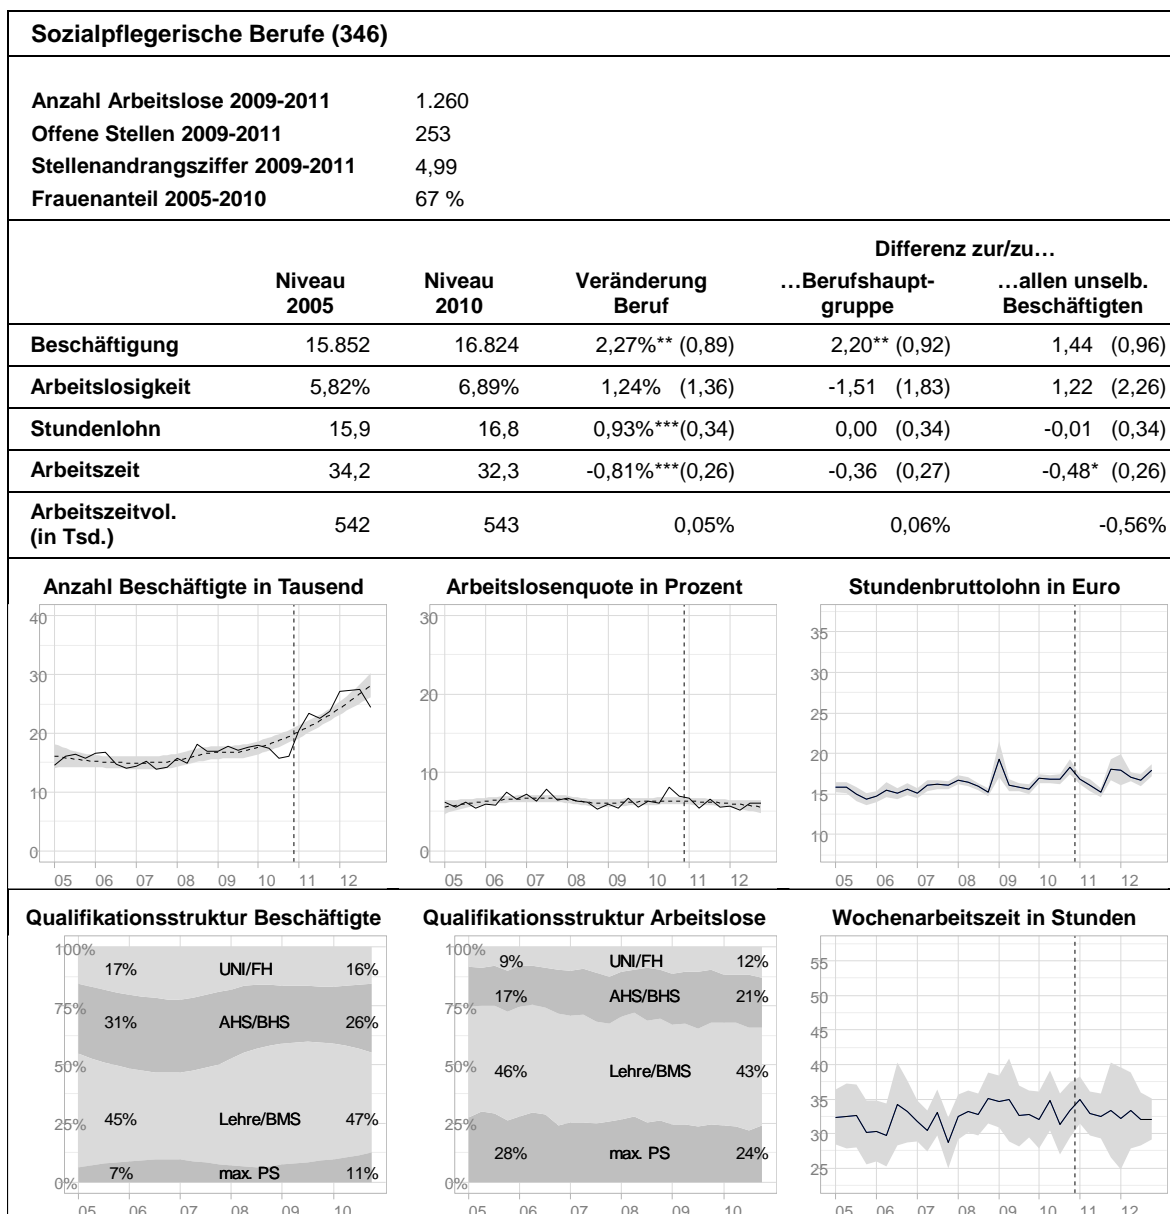 Sozialpflegerische Berufe (346)
Anzahl Arbeitslose 2009-2011 1.260
Offene Stellen 2009-2011 253
Stellenandrangsziffer 2009-2011 4,99
Frauenanteil 2005-2010 67 %
Differenz zur/zu…
Niveau Niveau Veränderung …Berufshaupt- …allen unselb.
2005 2010 Beruf gruppe Beschäftigten
Beschäftigung 15.852 16.824 2,27%** (0,89) 2,20** (0,92) 1,44 (0,96)
Arbeitslosigkeit 5,82% 6,89% 1,24% (1,36) -1,51 (1,83) 1,22 (2,26)
Stundenlohn 15,9 16,8 0,93%***(0,34) 0,00 (0,34) -0,01 (0,34)
Arbeitszeit 34,2 32,3 -0,81%***(0,26) -0,36 (0,27) -0,48* (0,26)
Arbeitszeitvol.
(in Tsd.) 542 543 0,05% 0,06% -0,56%
Anzahl Beschäftigte in Tausend
40
30
20
10
0
05 06 07 08 09 10 11 12
Arbeitslosenquote in Prozent
30
20
10
0
05 06 07 08 09 10 11 12
Stundenbruttolohn in Euro
35
30
25
20
15
10
05 06 07 08 09 10 11 12
Qualifikationsstruktur Beschäftigte
100%
17% UNI/FH 16%
75%
31% AHS/BHS 26%
50%
45% Lehre/BMS 47%
25%
7% max. PS 11%
0%
05 06 07 08 09 10
Qualifikationsstruktur Arbeitslose
100%
9% UNI/FH 12%
17% AHS/BHS 21%
75%
50%
46% Lehre/BMS 43%
25%
28% max. PS 24%
0%
05 06 07 08 09 10
Wochenarbeitszeit in Stunden
55
50
45
40
35
30
25
05 06 07 08 09 10 11 12